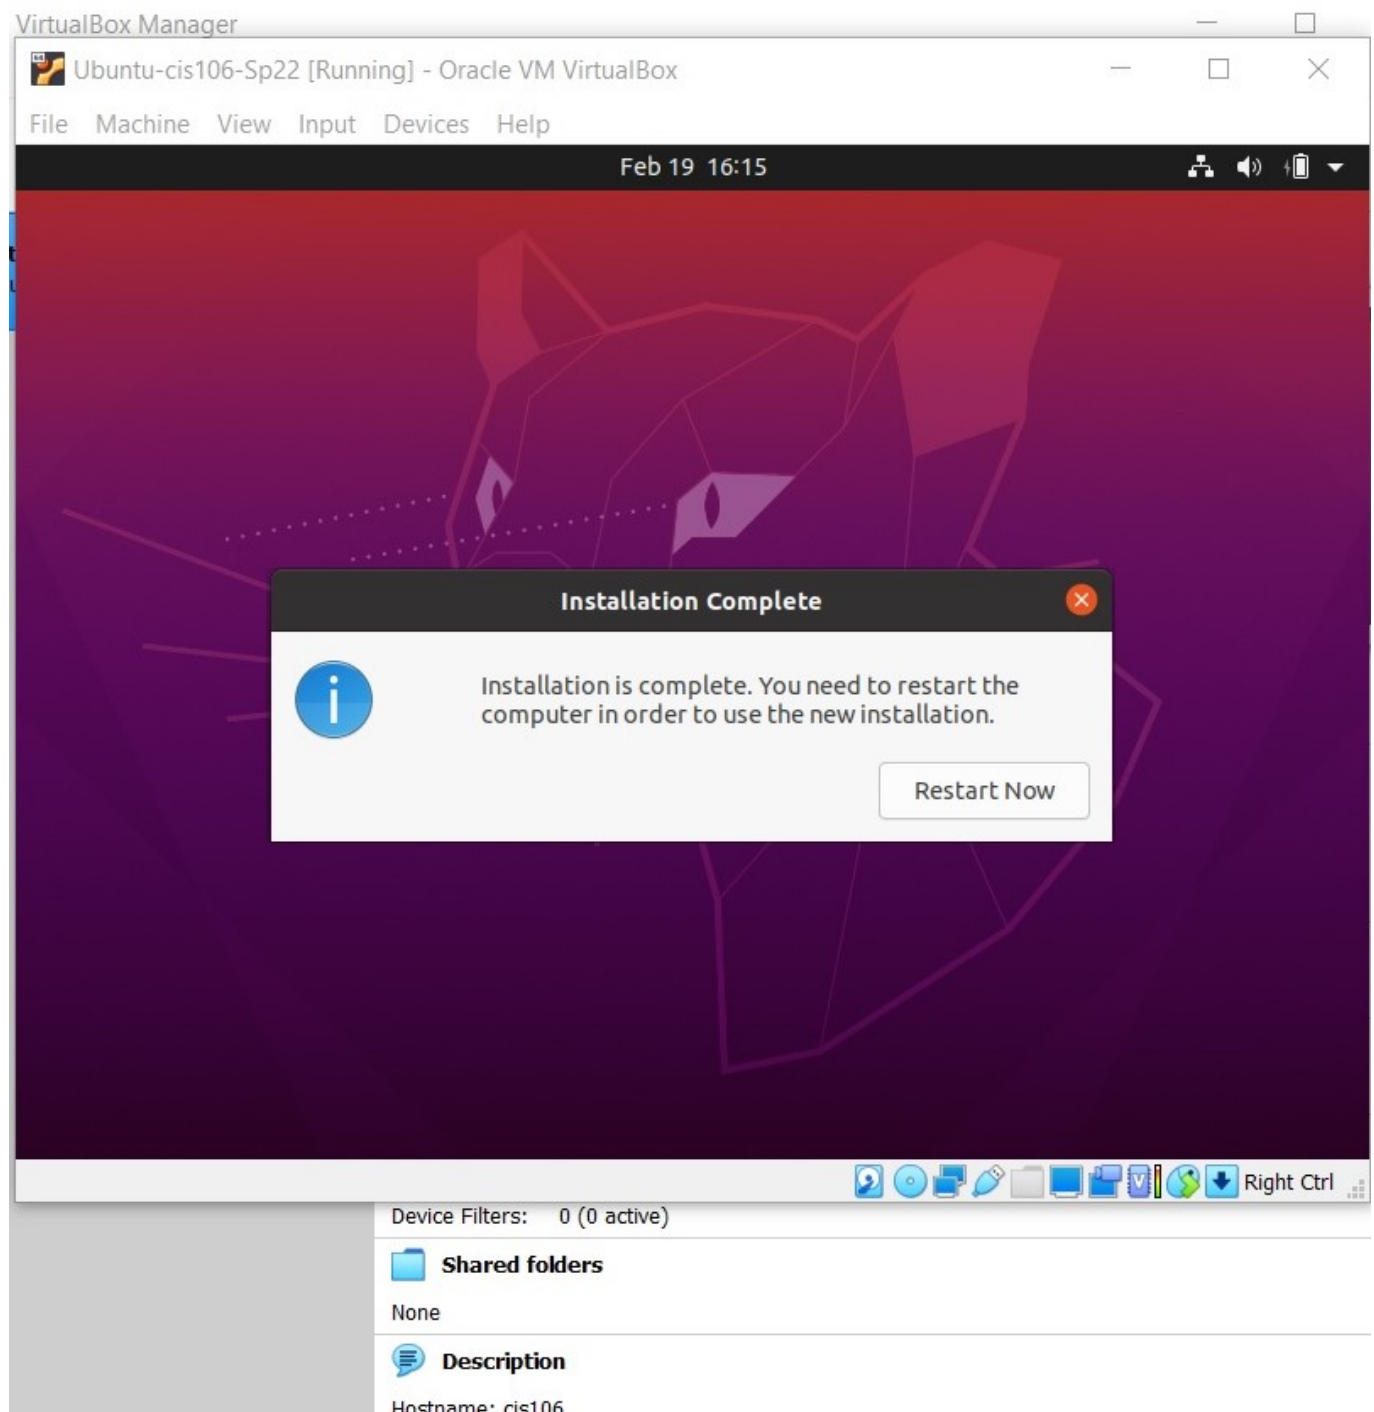 VirtualBox Manager
Ubuntu-cis106-Sp22 [Running] - Oracle VM VirtualBox
File Machine View Input Devices Help
Feb 19 16:15
Installation Complete
Installation is complete. You need to restart the
computer in order to use the new installation.
Restart Now
Right Ctrl
Device Filters: 0 (0 active)
Shared folders
None
Description
Hostname: cis106